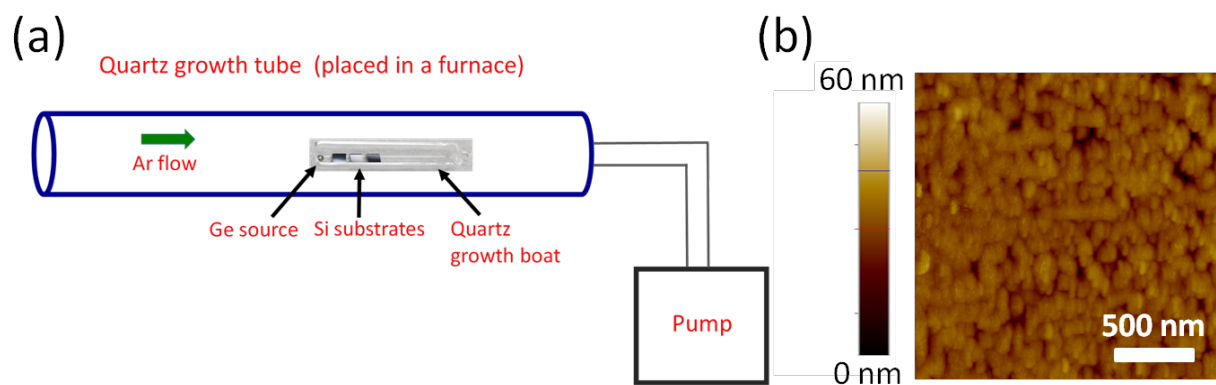 (a)
Quartz growth tube (placed in a furnace)
Ar flow
Ge source
Si substrates
Quartz
growth boat
Pump
(b)
60 nm
0 nm
500 nm